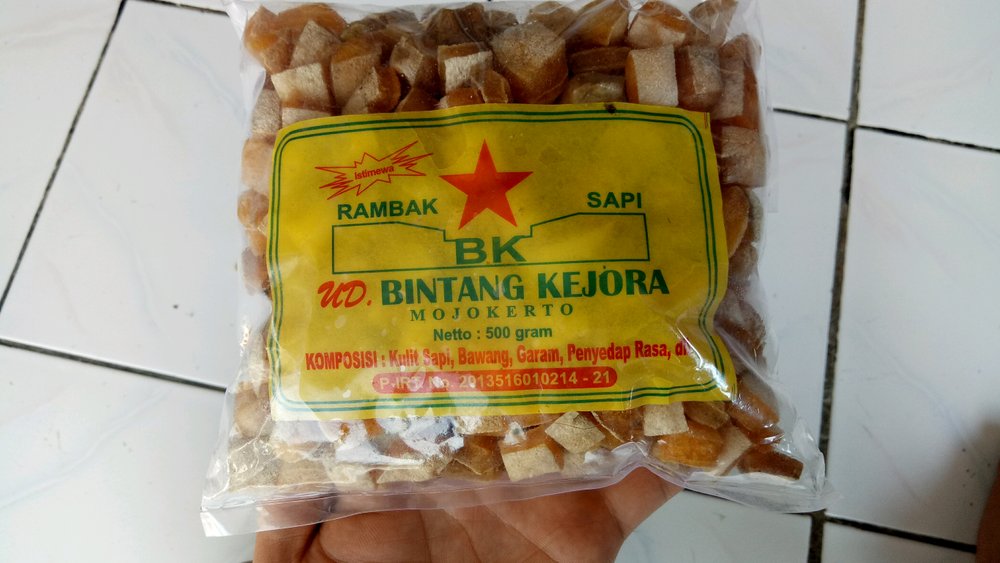 istimewa
RAMBAK SAPI
BK
UD. BINTANG KEJORA
MOJOKERTO
Netto : 500 gram
KOMPOSISI : Kulit Sapi, Bawang, Garam, Penyedap Rasa,
P-IRT. No. 2013516010214 - 21